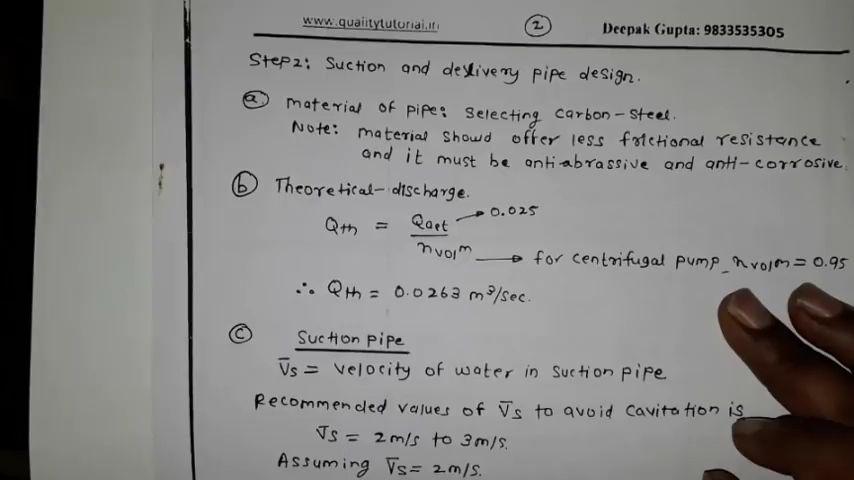 www.qualitytutorial.in
2
Deepak Gupta: 9833535305
Step2: Suction and delivery pipe design.
a. material of pipe: selecting carbon-steel.
Note: material showd offer less frictional resistance
and it must be anti-abrassive and anti-corrosive.
b Theoretical-discharge.
Qth = Qact / ηvolm → 0.025
→ for centrifugal pump ηvolm = 0.95
∴ Qth = 0.0263 m³/sec.
c Suction pipe
V̄s = velocity of water in suction pipe
Recommended values of V̄s to avoid cavitation is
V̄s = 2m/s to 3m/s.
Assuming V̄s = 2m/s.